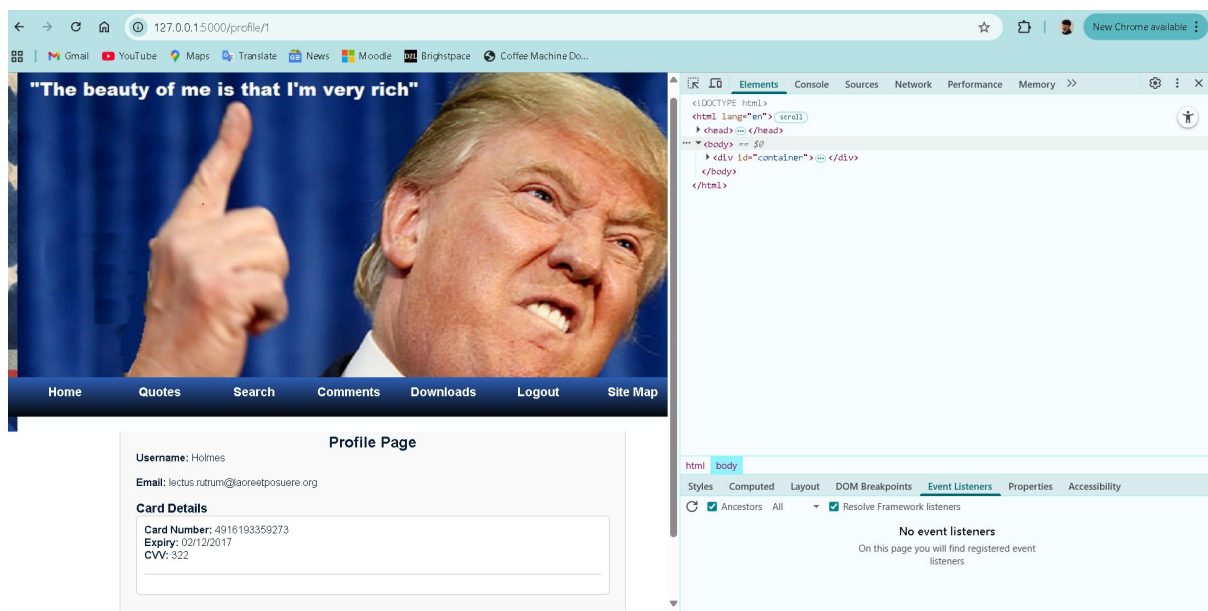 127.0.0.1:5000/profile/1
New Chrome available
Gmail YouTube Maps Translate News Moodle D2L Brighstpace Coffee Machine Do...
"The beauty of me is that I'm very rich"
Elements Console Sources Network Performance Memory
<!DOCTYPE html>
<html lang="en"> scroll
<head> ... </head>
... <body> == $0
<div id="container"> ... </div>
</body>
</html>
Home Quotes Search Comments Downloads Logout Site Map
Profile Page
Username: Holmes
Email: lectus.rutrum@laoreetposuere.org
Card Details
Card Number: 4916193359273
Expiry: 02/12/2017
CVV: 322
html body
Styles Computed Layout DOM Breakpoints Event Listeners Properties Accessibility
Ancestors All Resolve Framework listeners
No event listeners
On this page you will find registered event
listeners